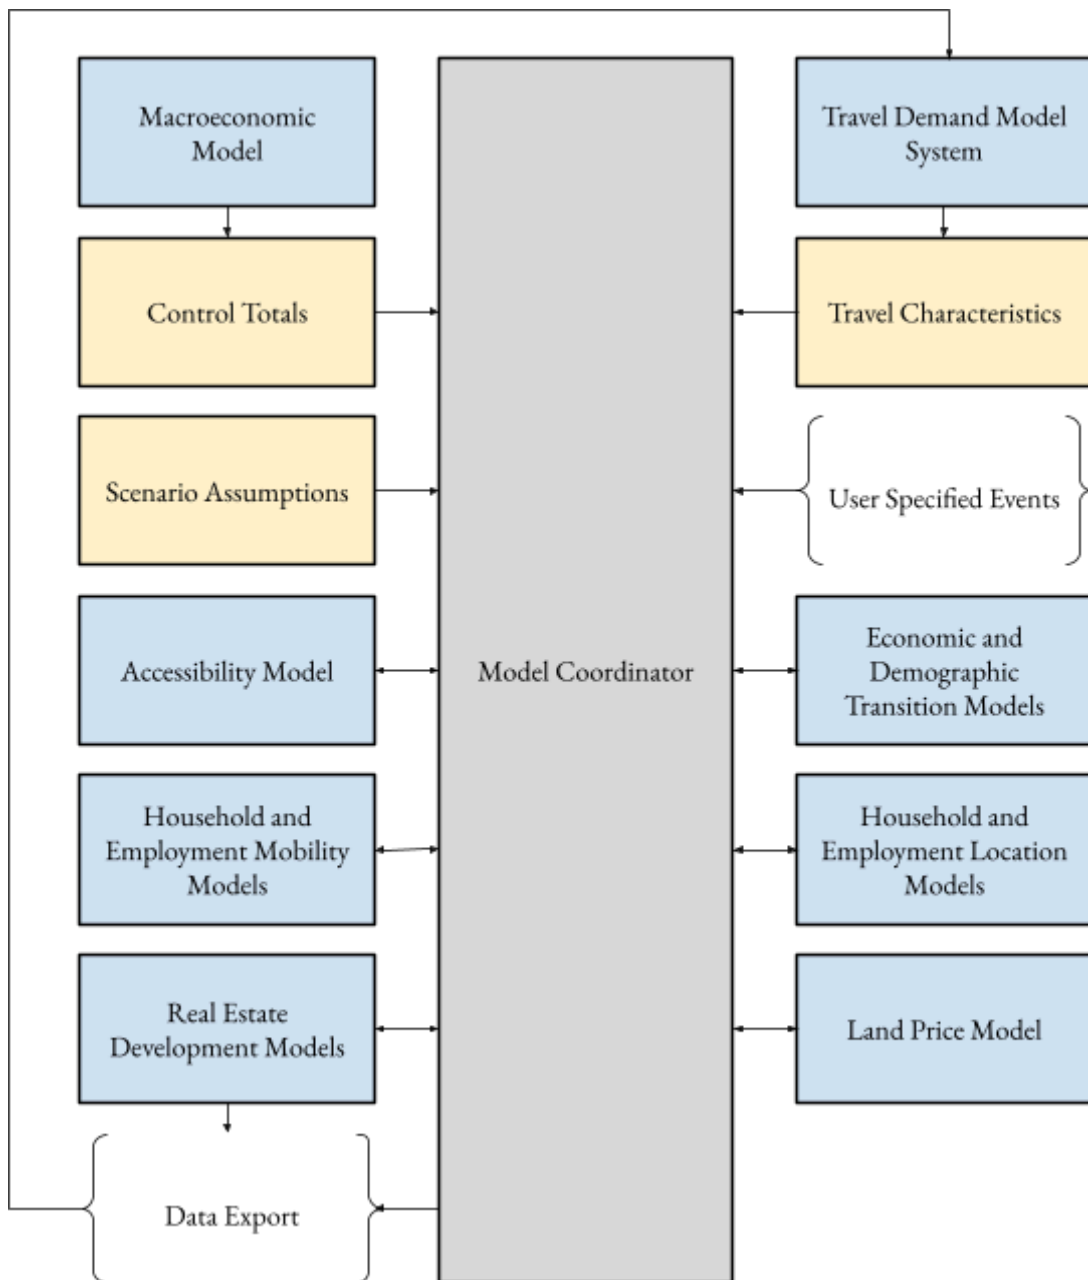 Macroeconomic
Model
Travel Demand Model
System
Control Totals
Travel Characteristics
Scenario Assumptions
User Specified Events
Accessibility Model
Model Coordinator
Economic and
Demographic
Transition Models
Household and
Employment Mobility
Models
Household and
Employment Location
Models
Real Estate
Development Models
Land Price Model
Data Export